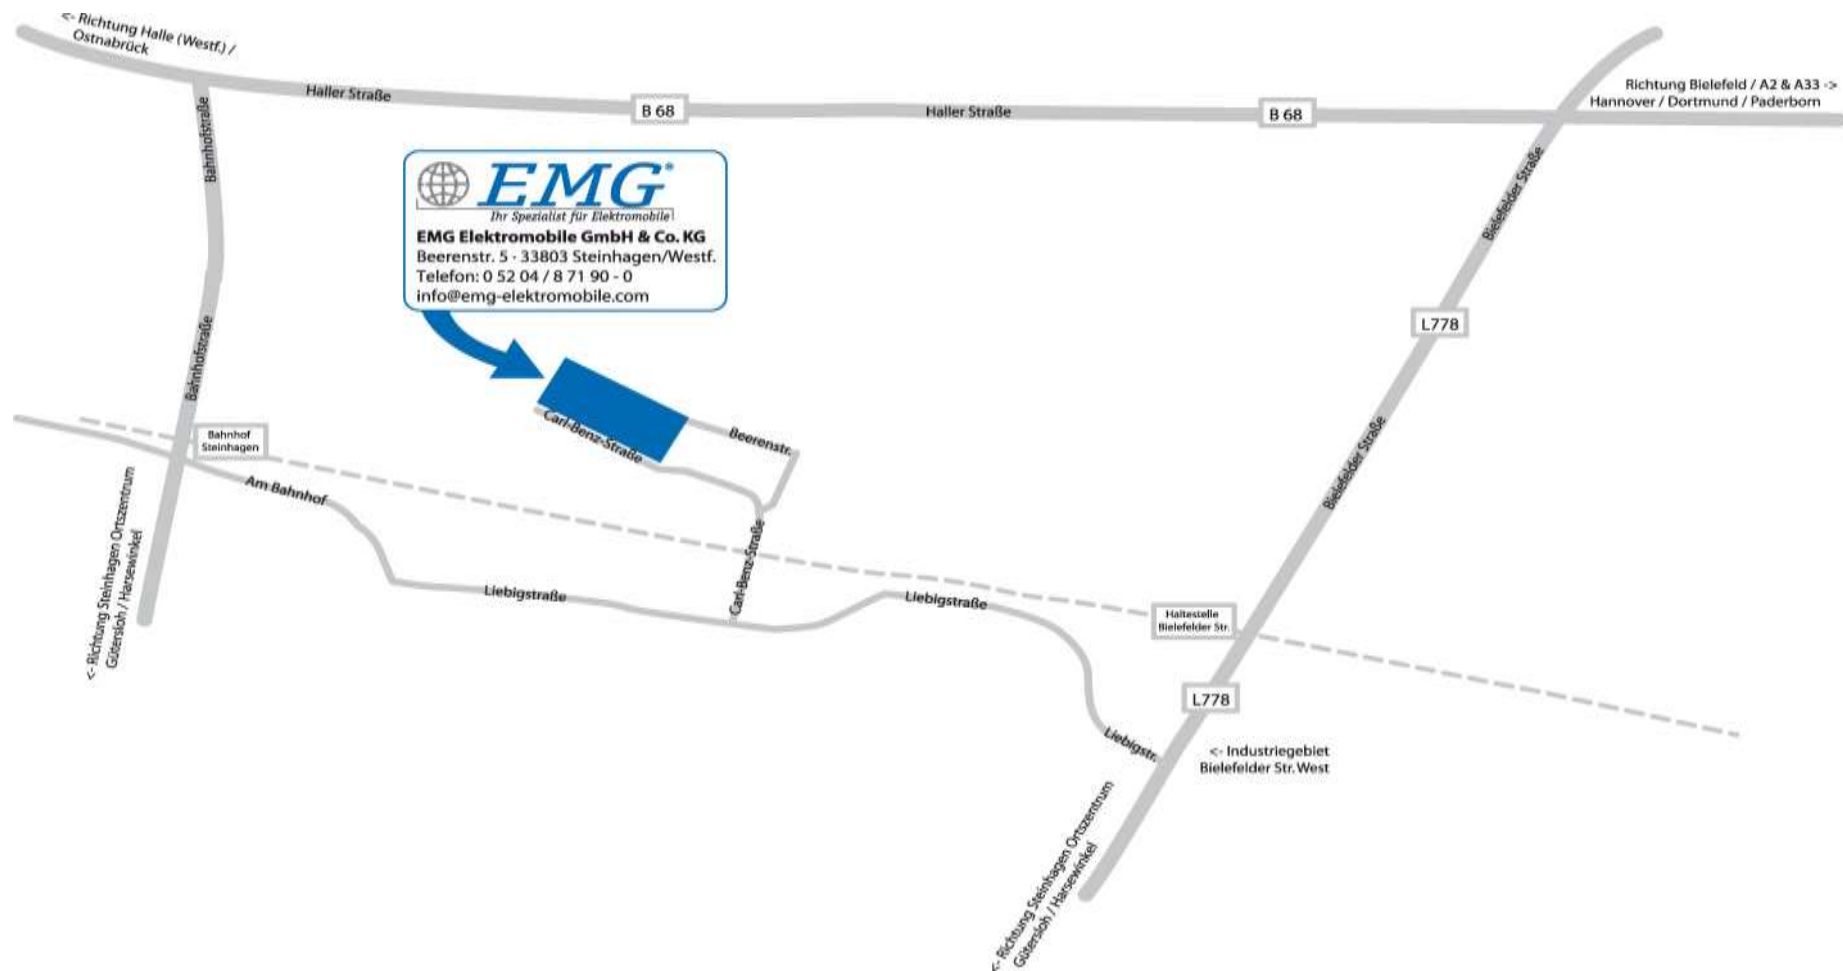 <- Richtung Halle (Westf.) /
Ostnabrück
Haller Straße
B 68
Haller Straße
B 68
Richtung Bielefeld / A2 & A33 ->
Hannover / Dortmund / Paderborn
Bahnhofstraße
Bielefelder Straße
EMG®
Ihr Spezialist für Elektromobile
EMG Elektromobile GmbH & Co. KG
Beerenstr. 5 · 33803 Steinhagen/Westf.
Telefon: 0 52 04 / 8 71 90 - 0
info@emg-elektromobile.com
Bahnhofstraße
L778
Carl-Benz-Straße
Beerenstr.
Bahnhof
Steinhagen
Bielefelder Straße
Am Bahnhof
<- Richtung Steinhagen Ortszentrum
Gütersloh / Harsewinkel
Carl-Benz-Straße
Liebigstraße
Liebigstraße
Haltestelle
Bielefelder Str.
L778
Liebigstr.
<- Industriegebiet
Bielefelder Str. West
<- Richtung Steinhagen Ortszentrum
Gütersloh / Harsewinkel